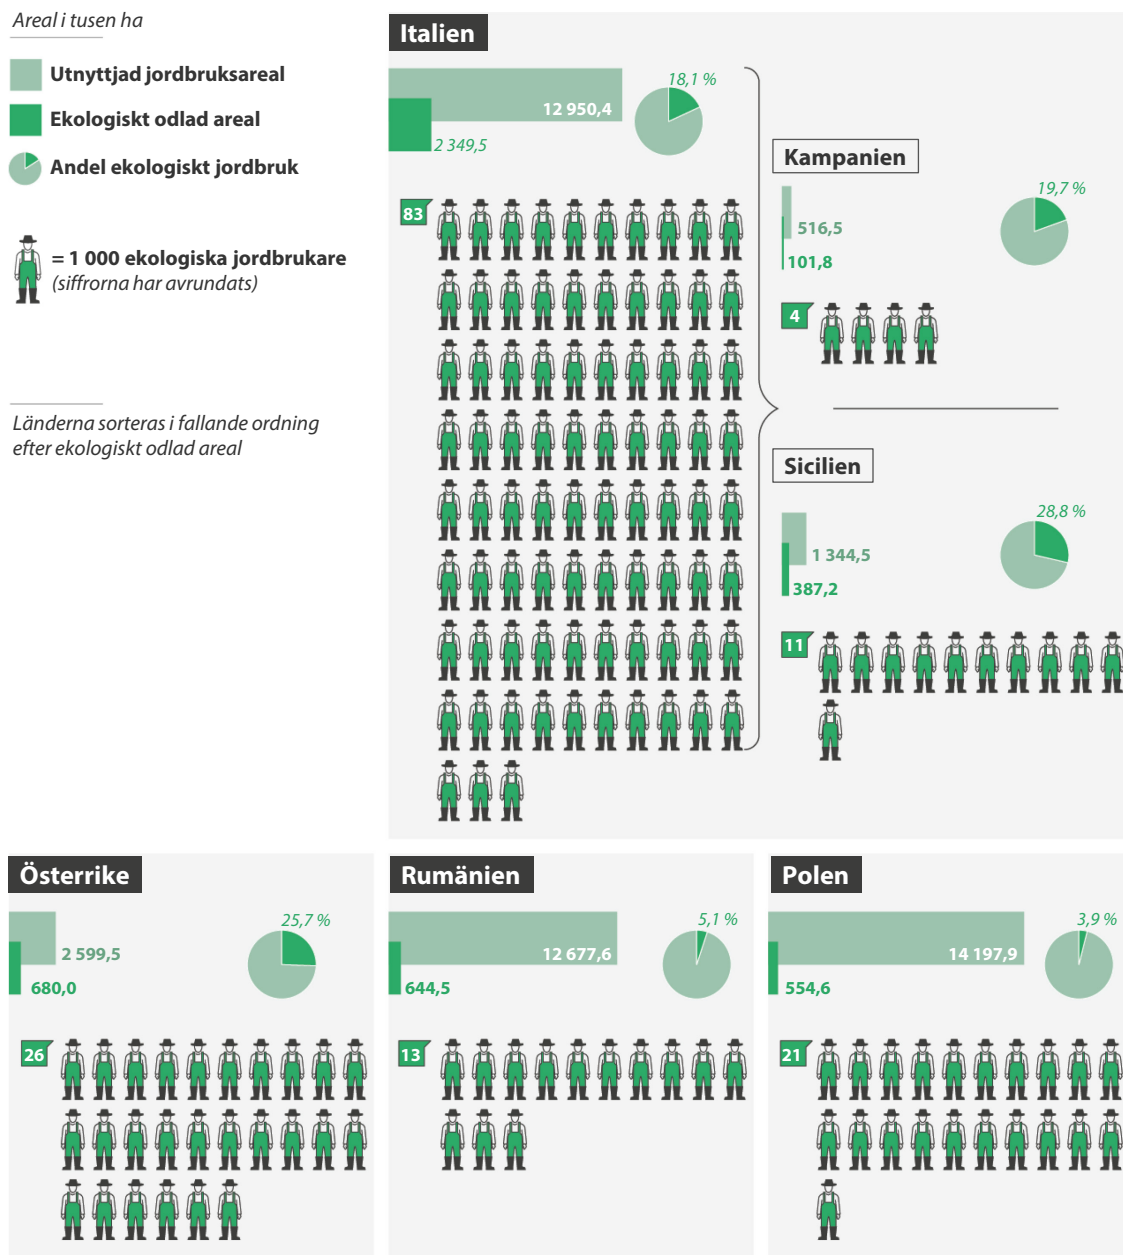 Areal i tusen ha
Utnyttjad jordbruksareal
Ekologiskt odlad areal
Andel ekologiskt jordbruk
= 1 000 ekologiska jordbrukare
(siffrorna har avrundats)
Länderna sorteras i fallande ordning
efter ekologiskt odlad areal
Italien
18,1 %
12 950,4
2 349,5
83
Kampanien
19,7 %
516,5
101,8
4
Sicilien
28,8 %
1 344,5
387,2
11
Österrike
25,7 %
2 599,5
680,0
26
Rumänien
5,1 %
12 677,6
644,5
13
Polen
3,9 %
14 197,9
554,6
21